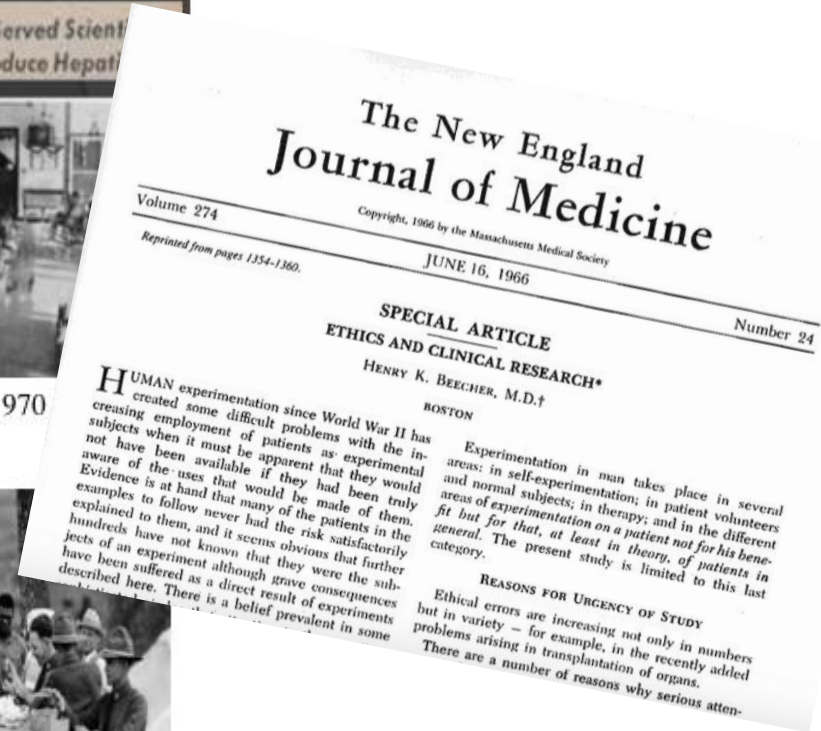 erved Scienti
duce Hepati
970
The New England
Journal of Medicine
Copyright, 1966 by the Massachusetts Medical Society
Volume 274
JUNE 16, 1966
Number 24
Reprinted from pages 1354-1360.
SPECIAL ARTICLE
ETHICS AND CLINICAL RESEARCH*
HENRY K. BEECHER, M.D.†
BOSTON
HUMAN experimentation since World War II has
created some difficult problems with the in-
creasing employment of patients as experimental
subjects when it must be apparent that they would
not have been available if they had been truly
aware of the uses that would be made of them.
Evidence is at hand that many of the patients in the
examples to follow never had the risk satisfactorily
explained to them, and it seems obvious that further
hundreds have not known that they were the sub-
jects of an experiment although grave consequences
have been suffered as a direct result of experiments
described here. There is a belief prevalent in some
Experimentation in man takes place in several
areas: in self-experimentation; in patient volunteers
and normal subjects; in therapy; and in the different
areas of experimentation on a patient not for his bene-
fit but for that, at least in theory, of patients in
general. The present study is limited to this last
category.
REASONS FOR URGENCY OF STUDY
Ethical errors are increasing not only in numbers
but in variety — for example, in the recently added
problems arising in transplantation of organs.
There are a number of reasons why serious atten-